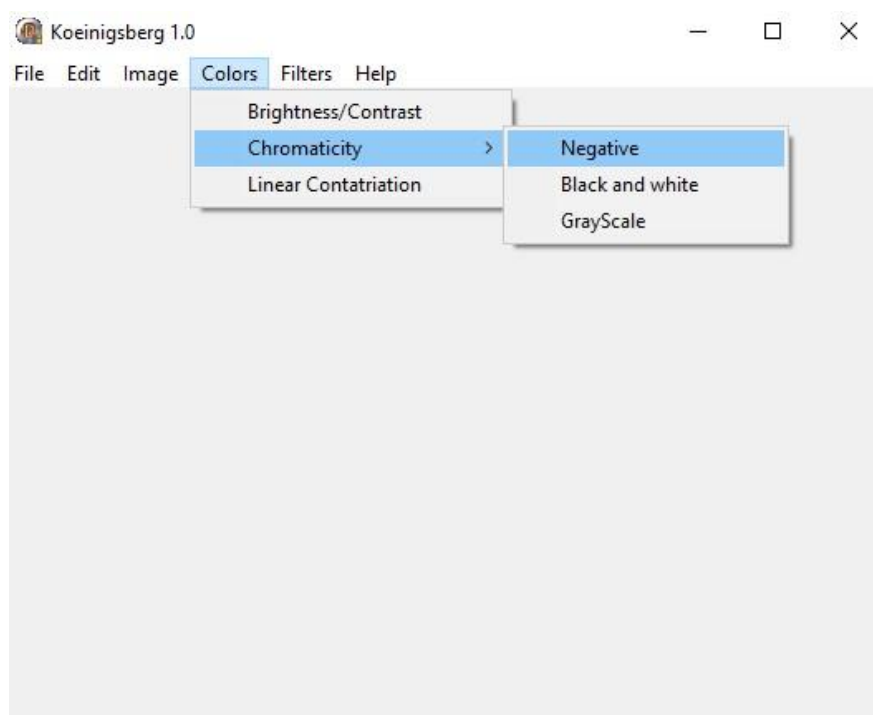 Koeinigsberg 1.0
File Edit Image Colors Filters Help
Brightness/Contrast
Chromaticity
Linear Contatriation
Negative
Black and white
GrayScale